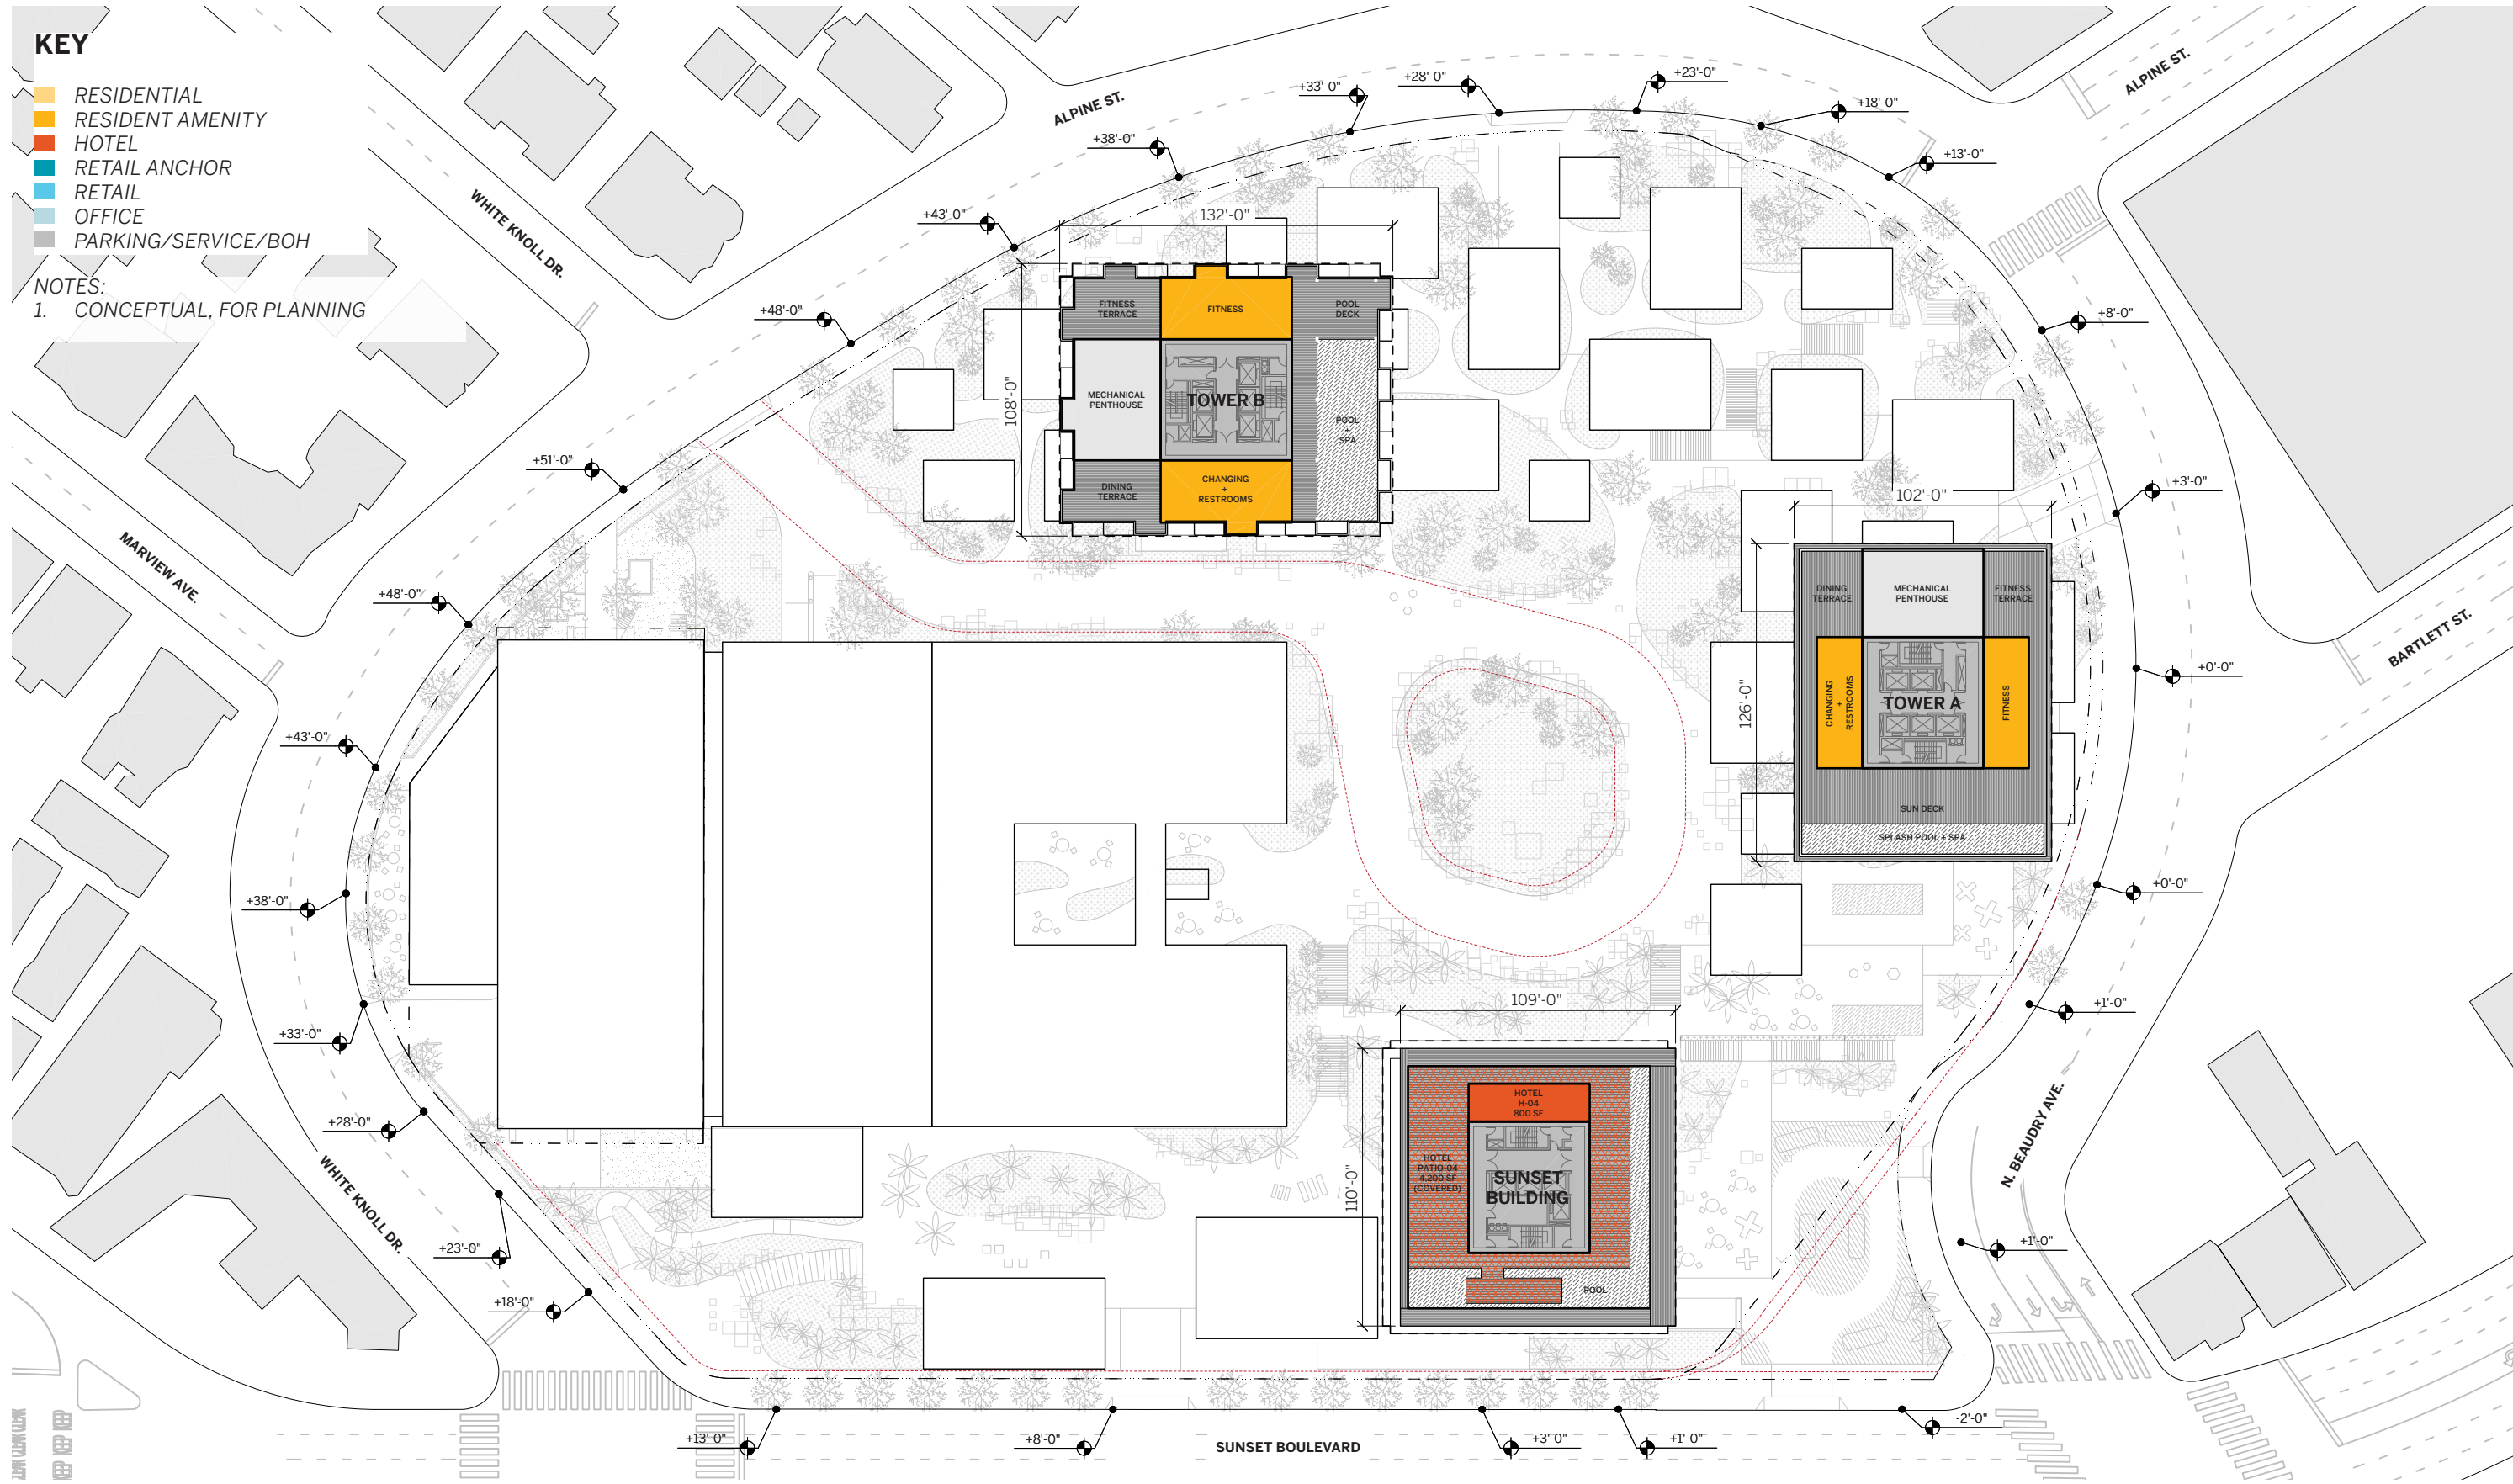 KEY
RESIDENTIAL
RESIDENT AMENITY
HOTEL
RETAIL ANCHOR
RETAIL
OFFICE
PARKING/SERVICE/BOH
NOTES:
1. CONCEPTUAL, FOR PLANNING
ALPINE ST.
ALPINE ST.
WHITE KNOLL DR.
MARVIEW AVE.
WHITE KNOLL DR.
BARTLETT ST.
N. BEAUDRY AVE.
SUNSET BOULEVARD
+33'-0"
+28'-0"
+23'-0"
+18'-0"
+38'-0"
+13'-0"
+43'-0"
+48'-0"
+8'-0"
+51'-0"
+3'-0"
+48'-0"
+0'-0"
+43'-0"
+0'-0"
+38'-0"
+1'-0"
+33'-0"
+28'-0"
+23'-0"
+1'-0"
+18'-0"
+13'-0"
+8'-0"
+3'-0"
+1'-0"
-2'-0"
132'-0"
108'-0"
FITNESS
TERRACE
FITNESS
POOL
DECK
MECHANICAL
PENTHOUSE
TOWER B
POOL
+
SPA
DINING
TERRACE
CHANGING
+
RESTROOMS
102'-0"
126'-0"
DINING
TERRACE
MECHANICAL
PENTHOUSE
FITNESS
TERRACE
CHANGING
+
RESTROOMS
TOWER A
FITNESS
SUN DECK
SPLASH POOL + SPA
109'-0"
110'-0"
HOTEL
H-04
800 SF
HOTEL
PATIO-04
4,200 SF
(COVERED)
SUNSET
BUILDING
POOL